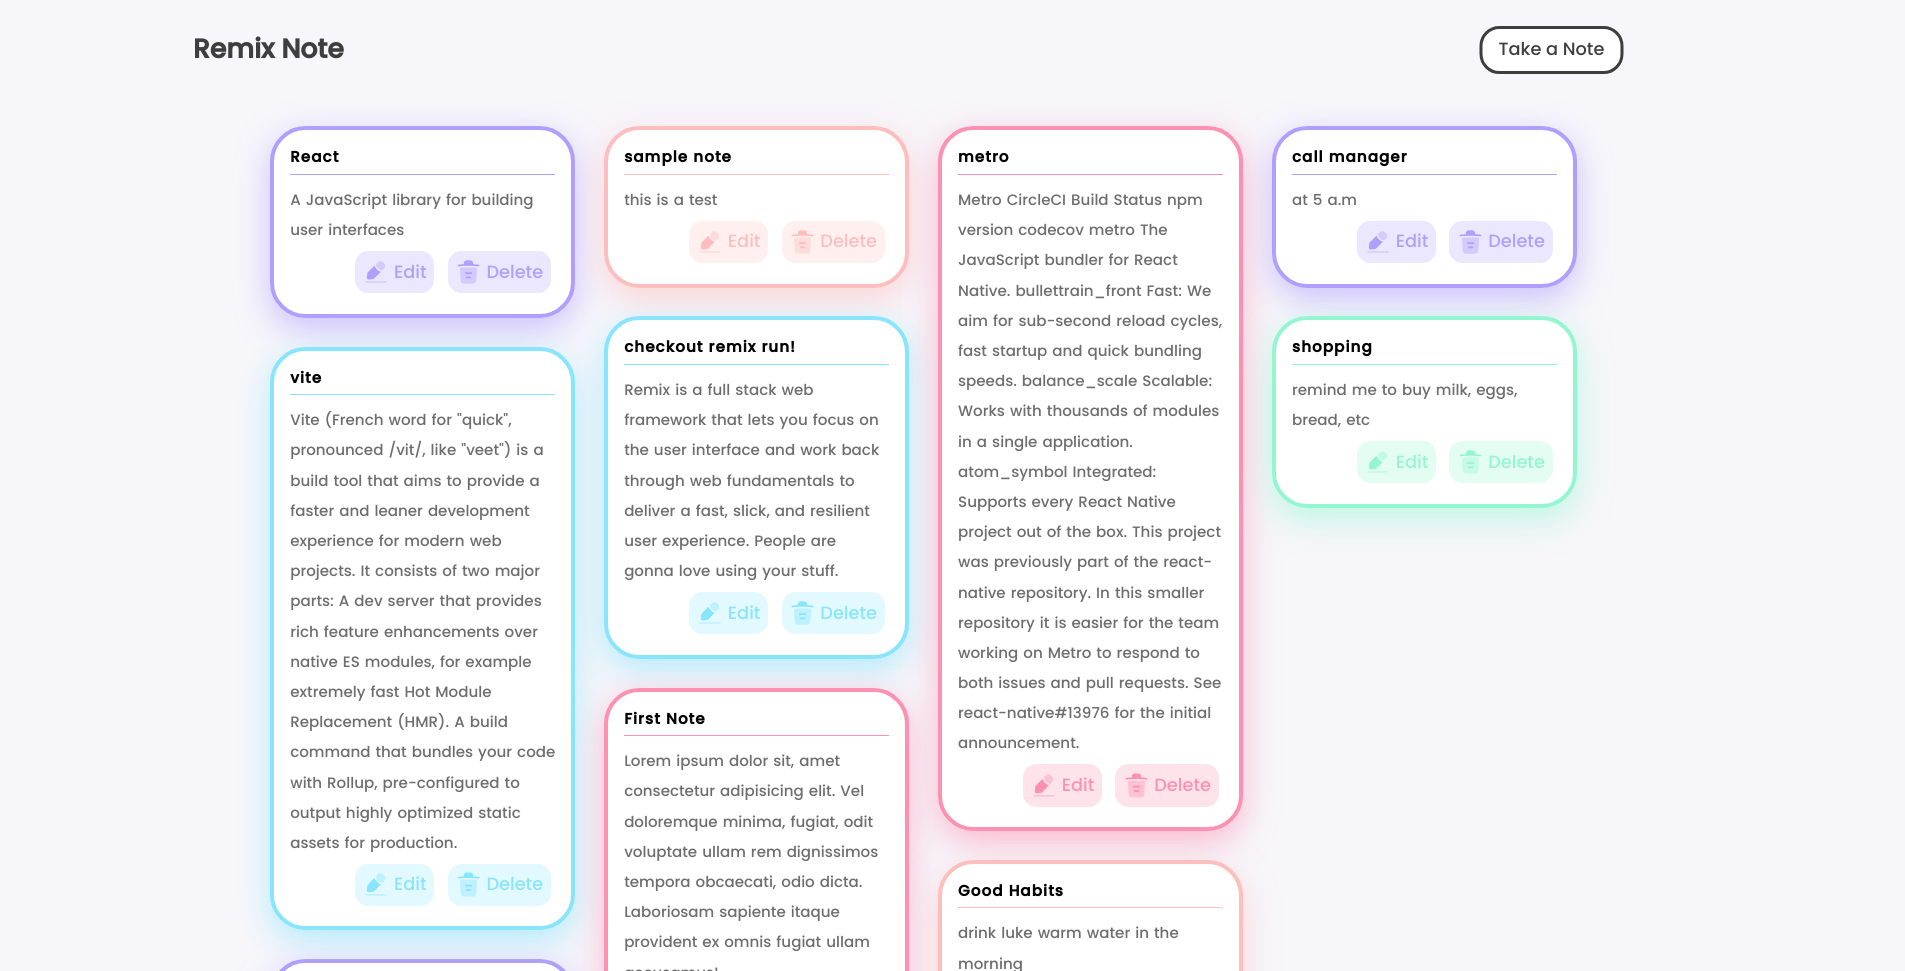 Remix Note
Take a Note
React
A JavaScript library for building
user interfaces
Edit
Delete
vite
Vite (French word for "quick",
pronounced /vit/, like "veet") is a
build tool that aims to provide a
faster and leaner development
experience for modern web
projects. It consists of two major
parts: A dev server that provides
rich feature enhancements over
native ES modules, for example
extremely fast Hot Module
Replacement (HMR). A build
command that bundles your code
with Rollup, pre-configured to
output highly optimized static
assets for production.
Edit
Delete
sample note
this is a test
Edit
Delete
checkout remix run!
Remix is a full stack web
framework that lets you focus on
the user interface and work back
through web fundamentals to
deliver a fast, slick, and resilient
user experience. People are
gonna love using your stuff.
Edit
Delete
First Note
Lorem ipsum dolor sit, amet
consectetur adipisicing elit. Vel
doloremque minima, fugiat, odit
voluptate ullam rem dignissimos
tempora obcaecati, odio dicta.
Laboriosam sapiente itaque
provident ex omnis fugiat ullam
metro
Metro CircleCI Build Status npm
version codecov metro The
JavaScript bundler for React
Native. bullettrain_front Fast: We
aim for sub-second reload cycles,
fast startup and quick bundling
speeds. balance_scale Scalable:
Works with thousands of modules
in a single application.
atom_symbol Integrated:
Supports every React Native
project out of the box. This project
was previously part of the react-
native repository. In this smaller
repository it is easier for the team
working on Metro to respond to
both issues and pull requests. See
react-native#13976 for the initial
announcement.
Edit
Delete
Good Habits
drink luke warm water in the
morning
call manager
at 5 a.m
Edit
Delete
shopping
remind me to buy milk, eggs,
bread, etc
Edit
Delete